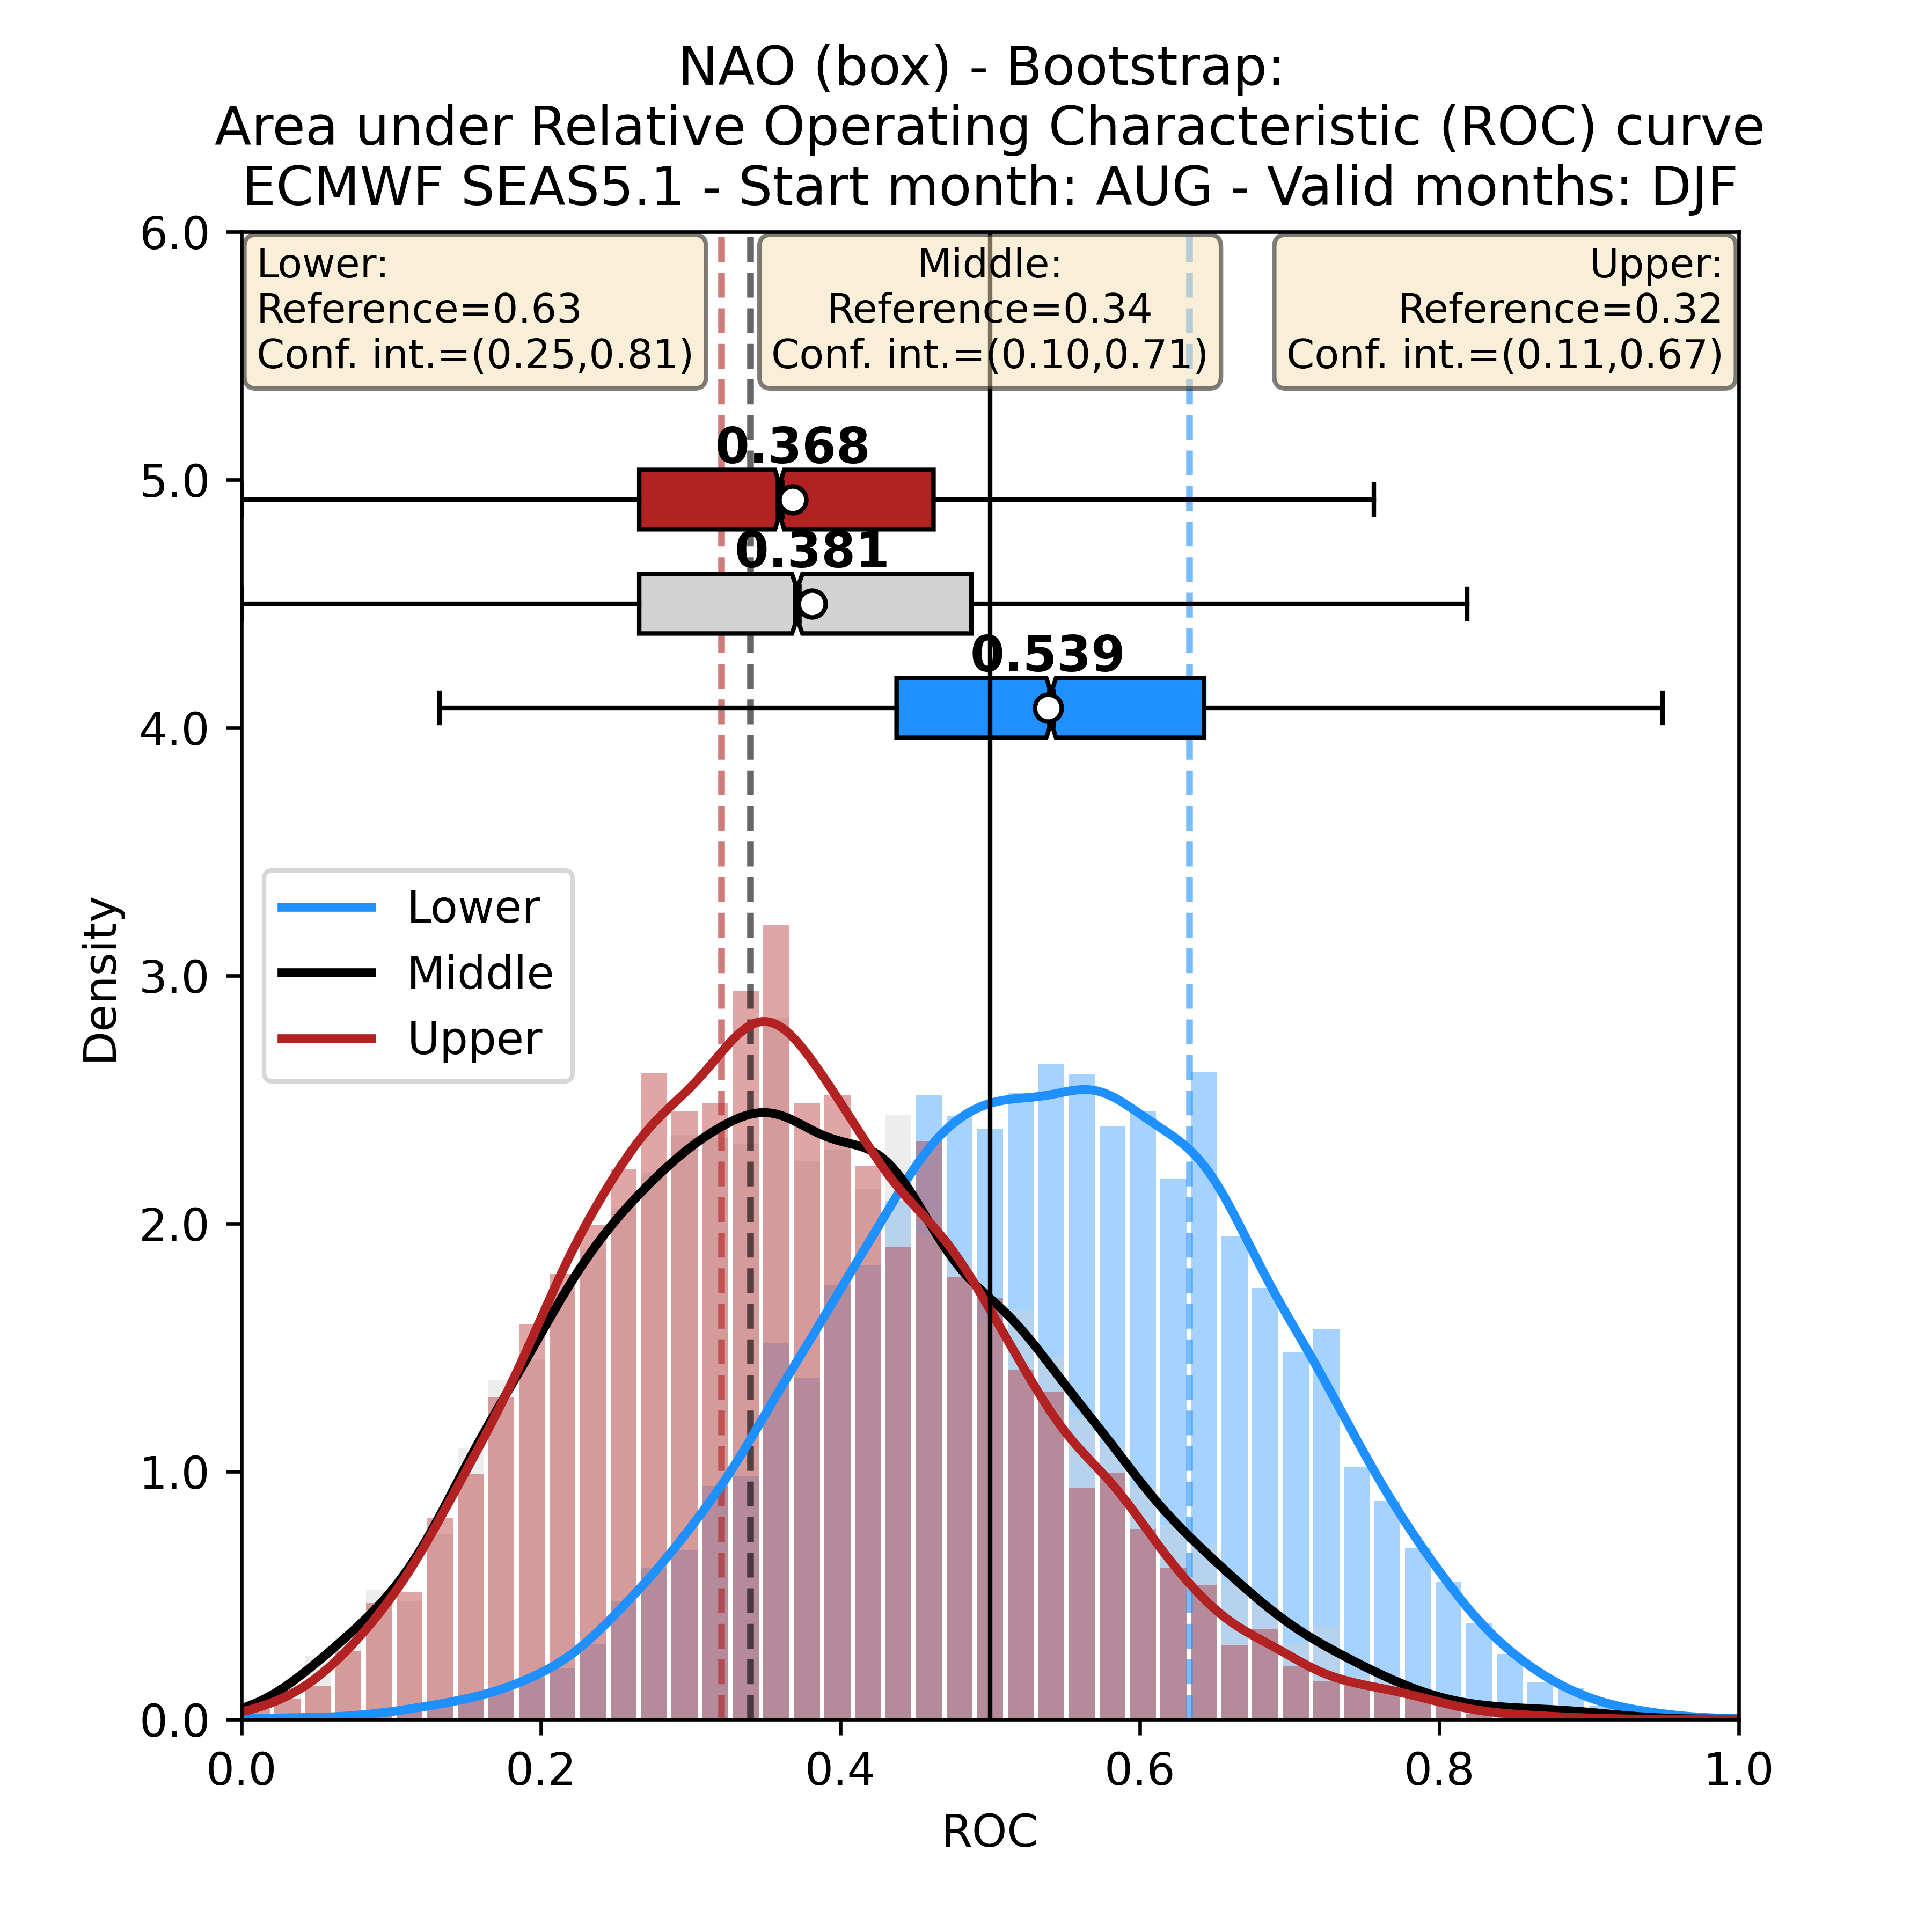 NAO (box) - Bootstrap:
Area under Relative Operating Characteristic (ROC) curve
ECMWF SEAS5.1 - Start month: AUG - Valid months: DJF
Lower:
Reference=0.63
Conf. int.=(0.25,0.81)
Middle:
Reference=0.34
Conf. int.=(0.10,0.71)
Upper:
Reference=0.32
Conf. int.=(0.11,0.67)
0.368
0.381
0.539
Lower
Middle
Upper
Density
6.0
5.0
4.0
3.0
2.0
1.0
0.0
0.0 0.2 0.4 0.6 0.8 1.0
ROC